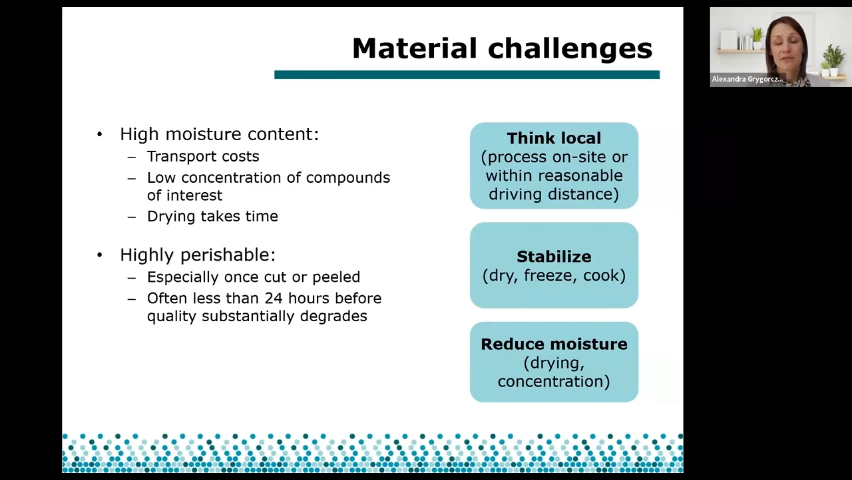 Material challenges
• High moisture content:
– Transport costs
– Low concentration of compounds
of interest
– Drying takes time
• Highly perishable:
– Especially once cut or peeled
– Often less than 24 hours before
quality substantially degrades
Think local
(process on-site or
within reasonable
driving distance)
Stabilize
(dry, freeze, cook)
Reduce moisture
(drying,
concentration)
Alexandra